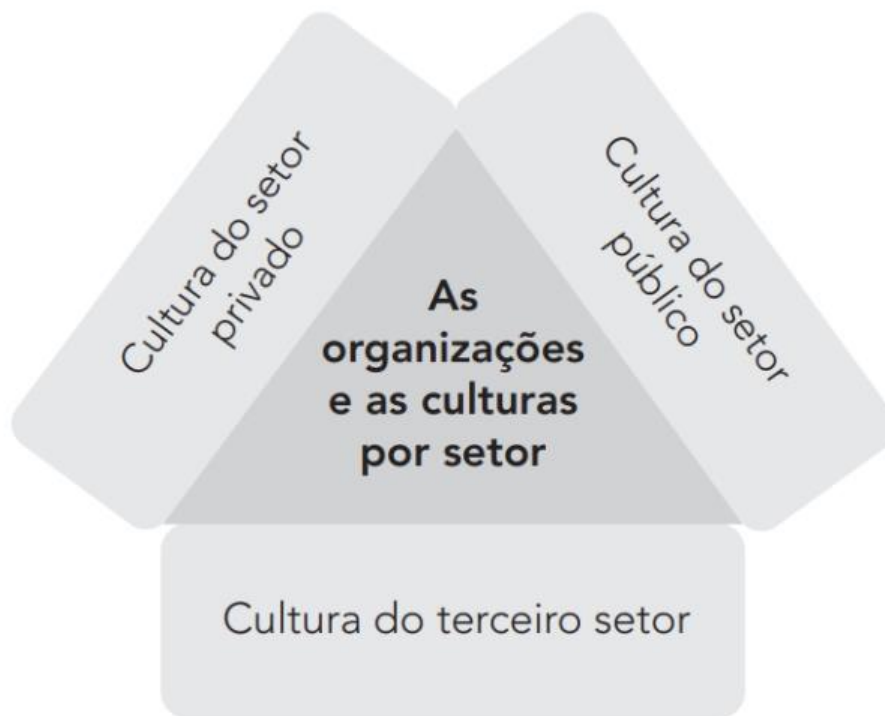 Cultura do setor
privado
Cultura do setor
público
As
organizações
e as culturas
por setor
Cultura do terceiro setor